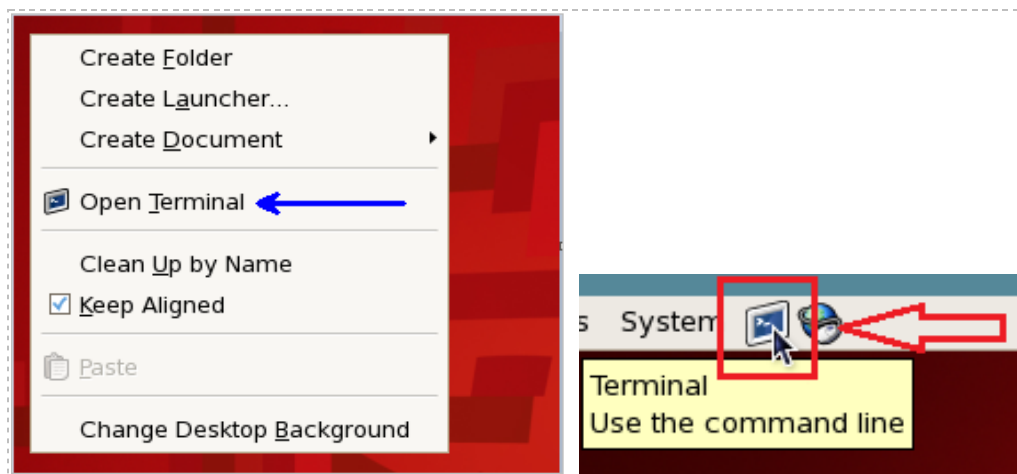 Create Folder
Create Launcher...
Create Document
Open Terminal
Clean Up by Name
Keep Aligned
Paste
Change Desktop Background
s System
Terminal
Use the command line